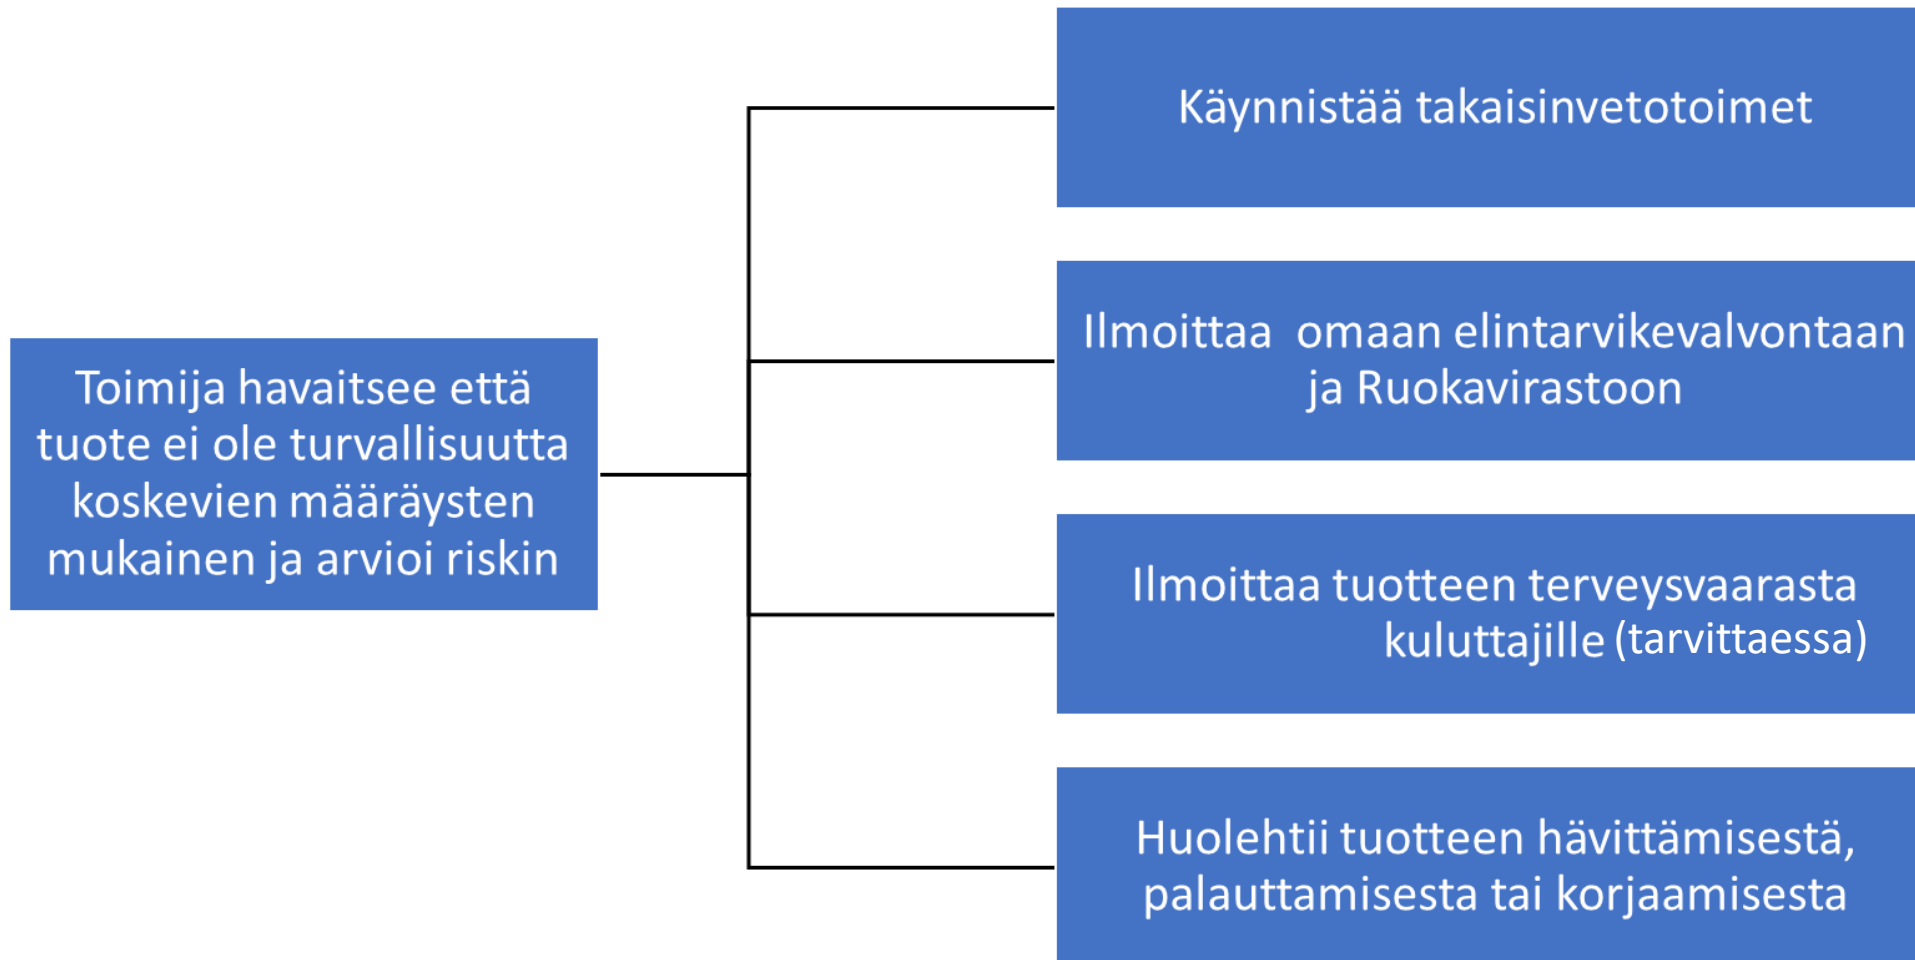 Toimija havaitsee että
tuote ei ole turvallisuutta
koskevien määräysten
mukainen ja arvioi riskin
Käynnistää takaisinvetotoimet
Ilmoittaa  omaan elintarvikevalvontaan
ja Ruokavirastoon
Ilmoittaa tuotteen terveysvaarasta
kuluttajille (tarvittaessa)
Huolehtii tuotteen hävittämisestä,
palauttamisesta tai korjaamisesta